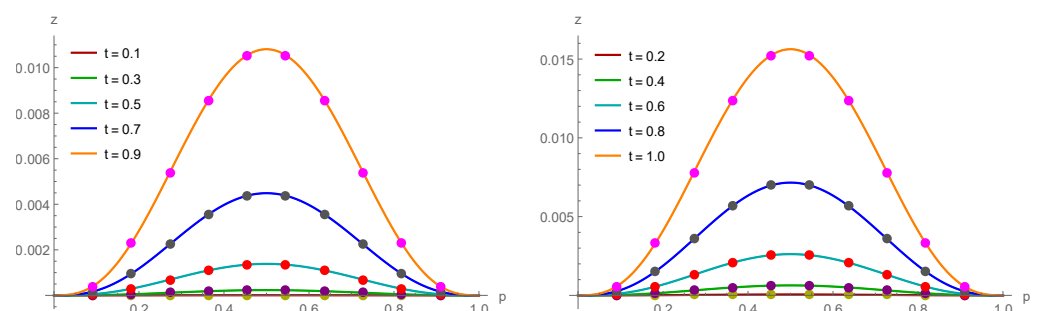 z
t = 0.1
t = 0.3
t = 0.5
t = 0.7
t = 0.9
0.010
0.008
0.006
0.004
0.002
0.2
0.4
0.6
0.8
1.0
p
z
t = 0.2
t = 0.4
t = 0.6
t = 0.8
t = 1.0
0.015
0.010
0.005
0.2
0.4
0.6
0.8
1.0
p